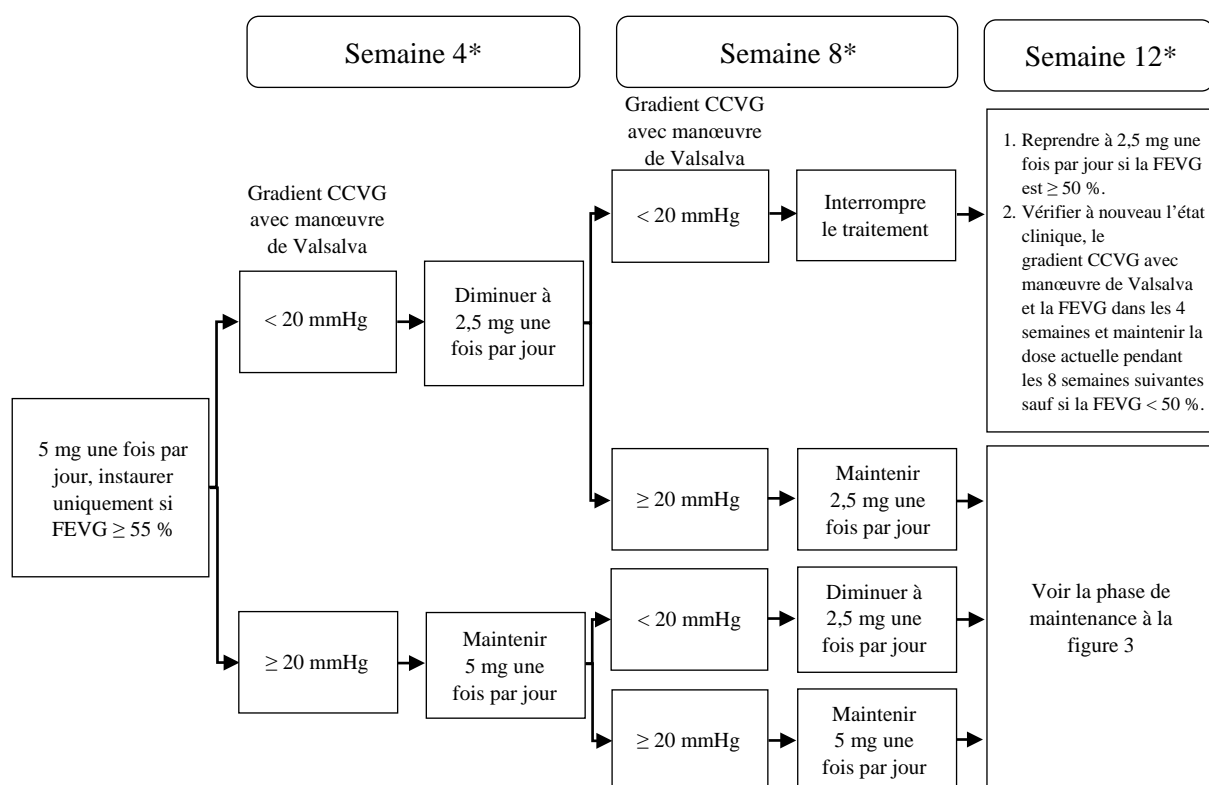 Semaine 4*
Semaine 8*
Semaine 12*
Gradient CCVG
avec manœuvre
de Valsalva
Gradient CCVG
avec manœuvre
de Valsalva
5 mg une fois par
jour, instaurer
uniquement si
FEVG ≥ 55 %
< 20 mmHg
Diminuer à
2,5 mg une
fois par jour
< 20 mmHg
Interrompre
le traitement
1. Reprendre à 2,5 mg une
fois par jour si la FEVG
est ≥ 50 %.
2. Vérifier à nouveau l’état
clinique, le
gradient CCVG avec
manœuvre de Valsalva
et la FEVG dans les 4
semaines et maintenir la
dose actuelle pendant
les 8 semaines suivantes
sauf si la FEVG < 50 %.
≥ 20 mmHg
Maintenir
2,5 mg une
fois par jour
≥ 20 mmHg
Maintenir
5 mg une
fois par jour
< 20 mmHg
Diminuer à
2,5 mg une
fois par jour
≥ 20 mmHg
Maintenir
5 mg une
fois par jour
Voir la phase de
maintenance à la
figure 3